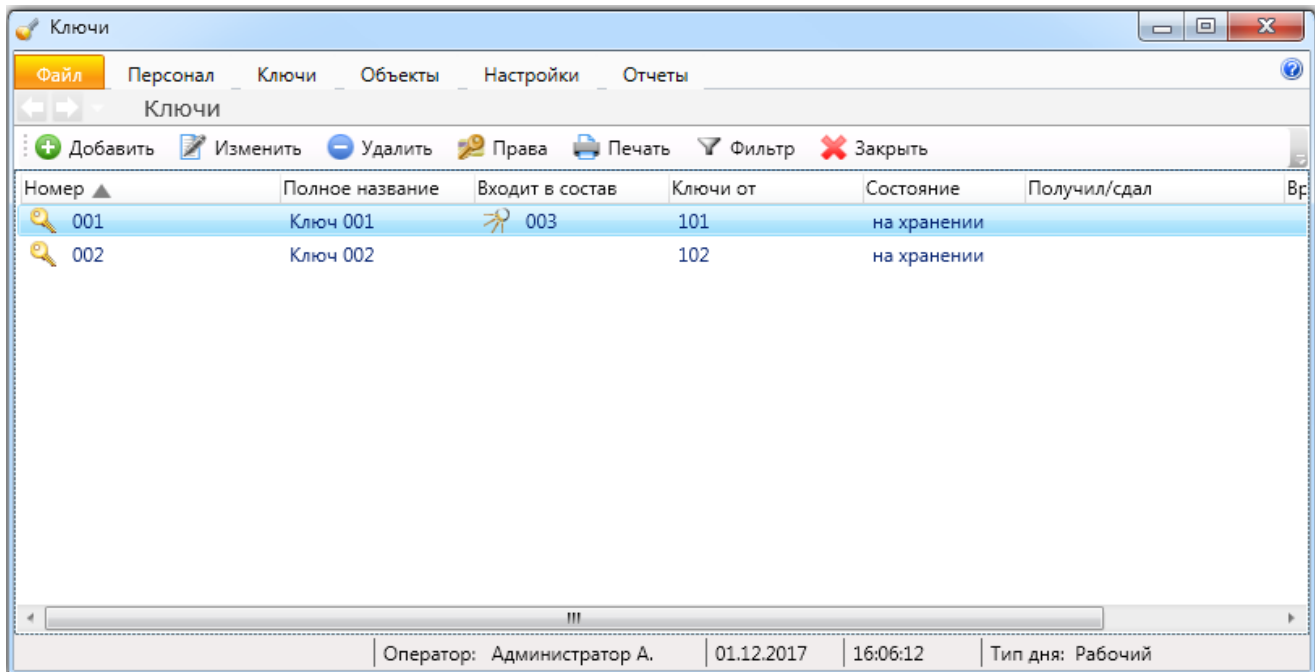 Ключи
Файл Персонал Ключи Объекты Настройки Отчеты
Ключи
Добавить Изменить Удалить Права Печать Фильтр Закрыть
Номер Полное название Входит в состав Ключи от Состояние Получил/сдал Вр
001 Ключ 001 003 101 на хранении
002 Ключ 002 102 на хранении
Оператор: Администратор А. 01.12.2017 16:06:12 Тип дня: Рабочий